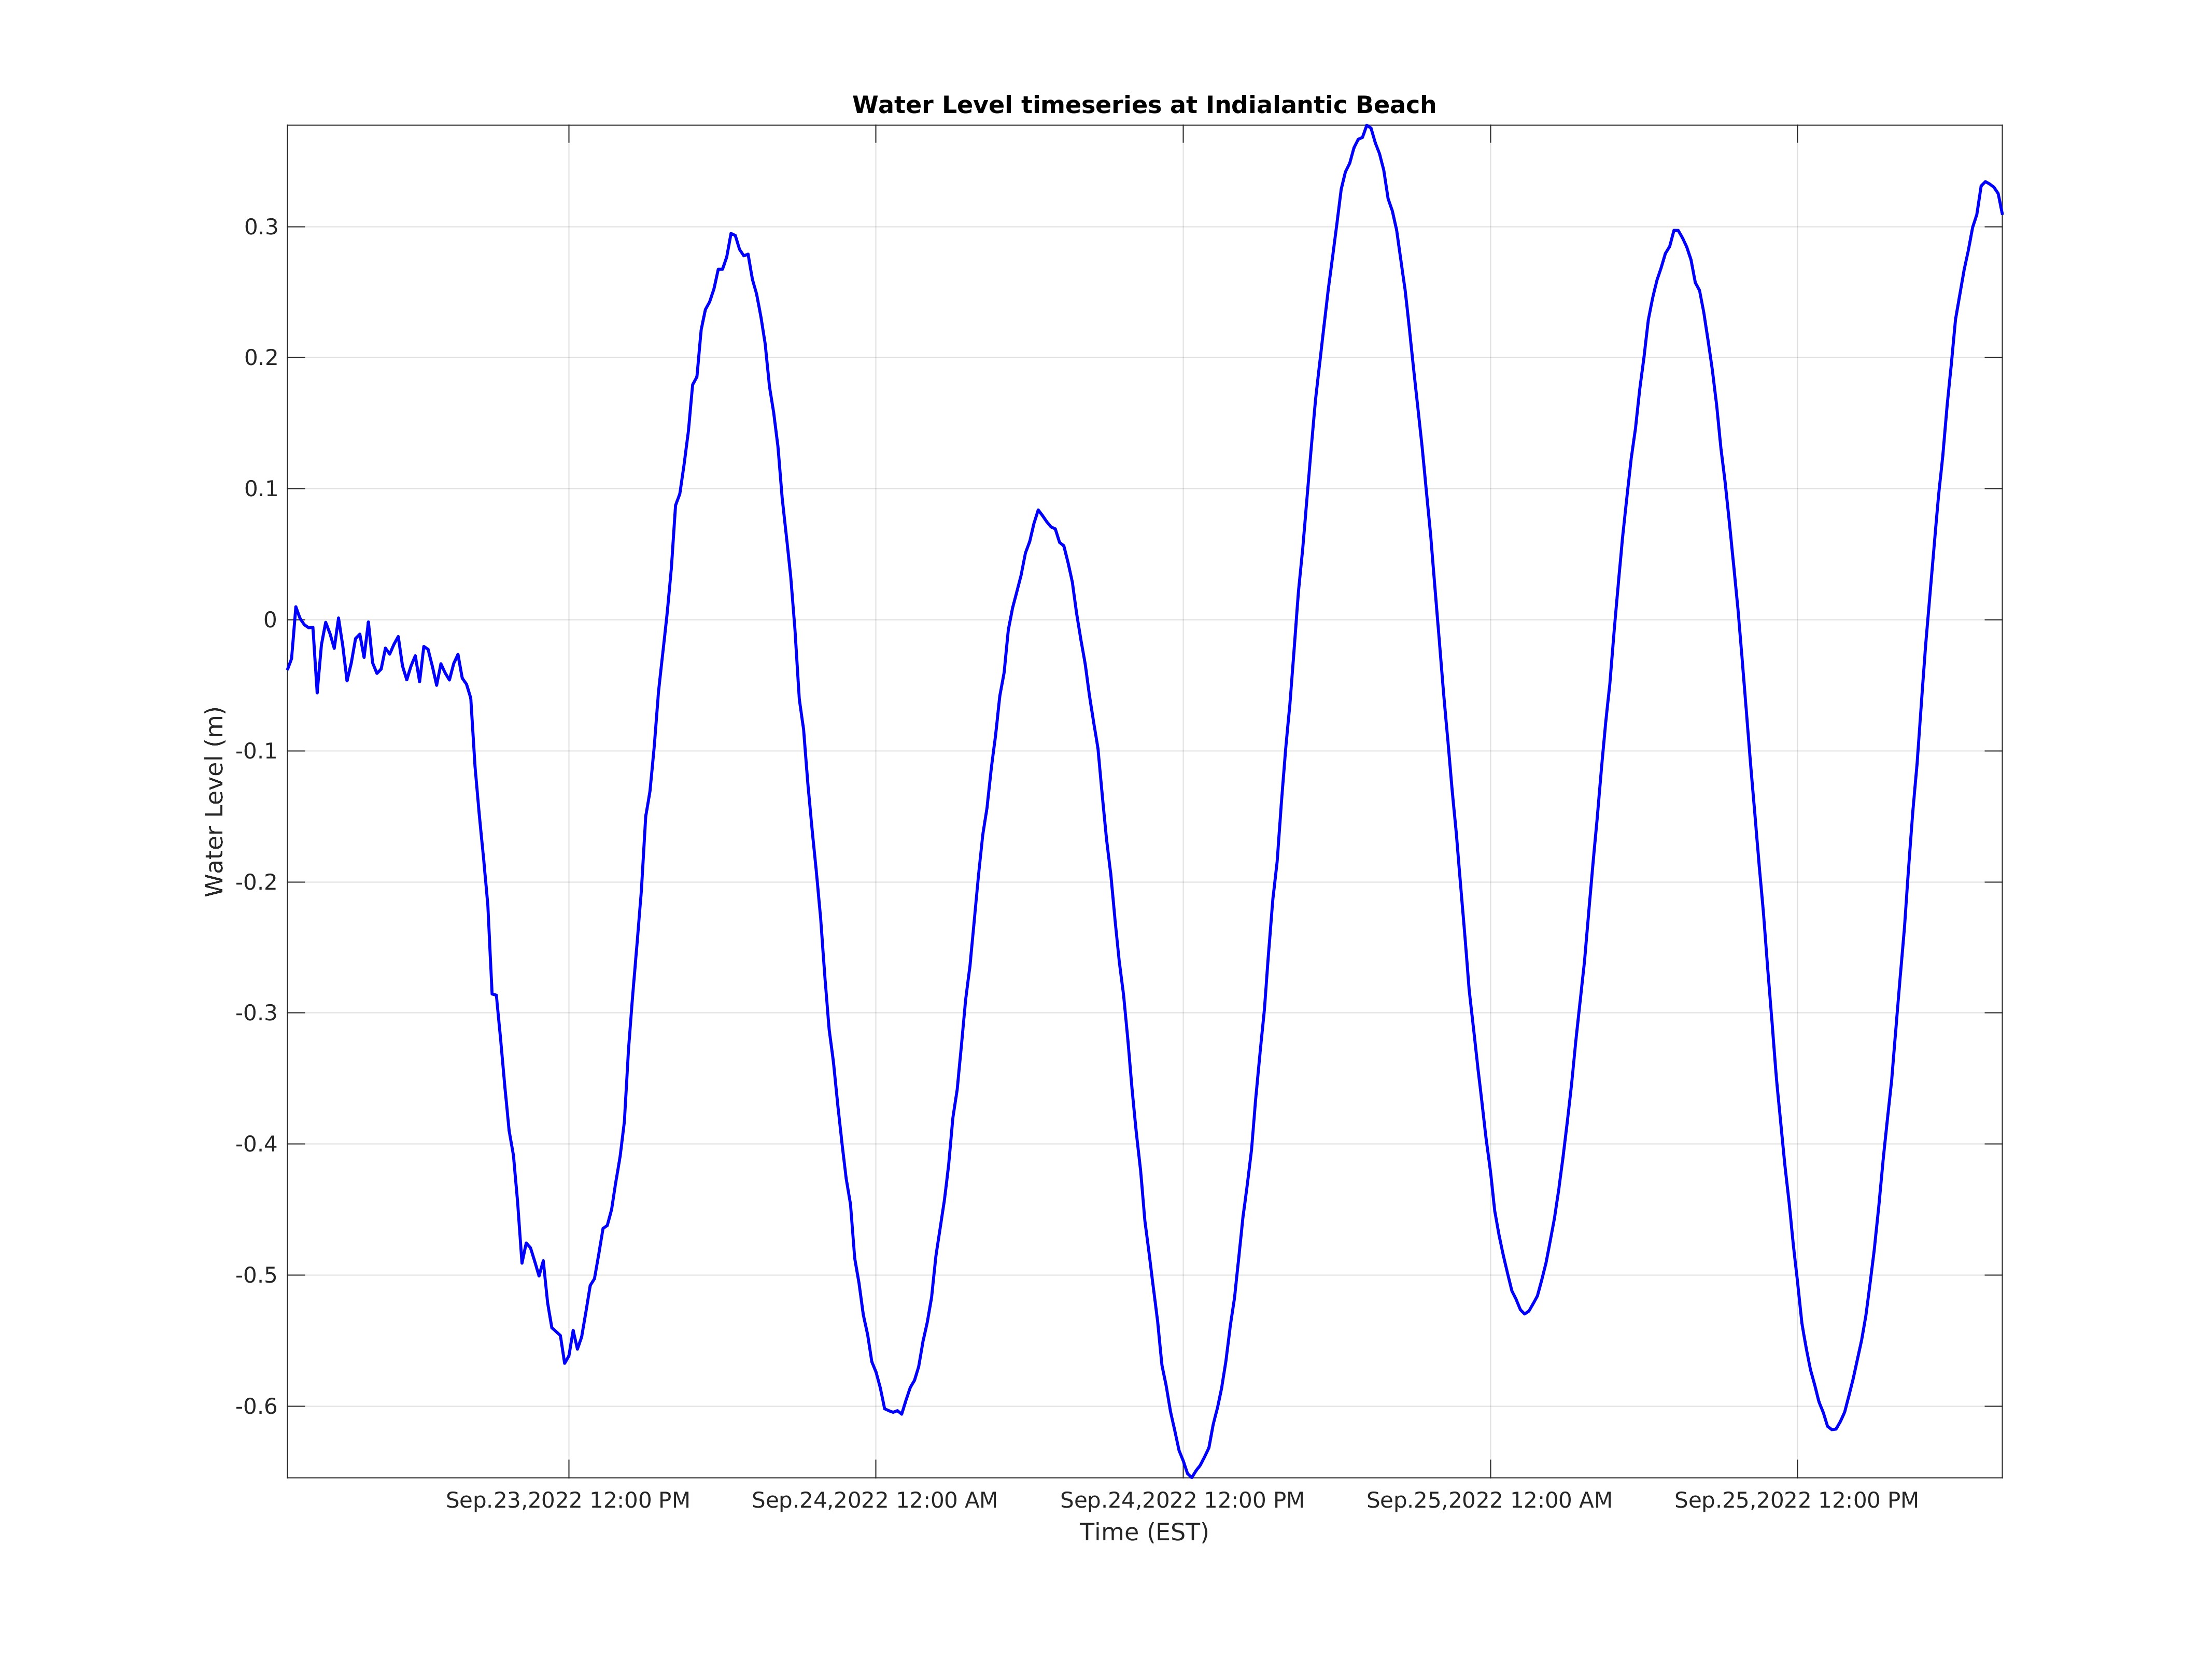 Water Level timeseries at Indialantic Beach
0.3
0.2
0.1
0
-0.1
-0.2
-0.3
-0.4
-0.5
-0.6
Water Level (m)
Sep.23,2022 12:00 PM Sep.24,2022 12:00 AM Sep.24,2022 12:00 PM Sep.25,2022 12:00 AM Sep.25,2022 12:00 PM
Time (EST)